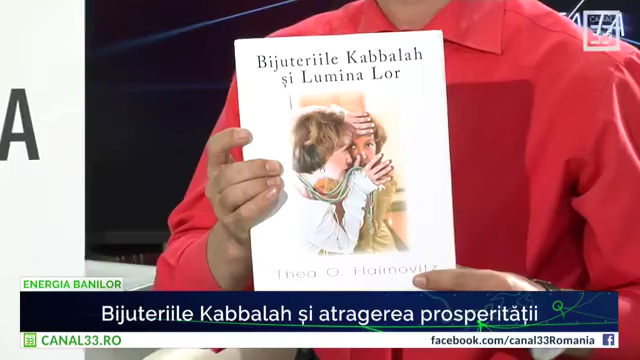 CANAL
33
A
Bijuteriile Kabbalah
și Lumina Lor
Thea O. Haimovitz
ENERGIA BANILOR
Bijuteriile Kabbalah și atragerea prosperității
CANAL33.RO
facebook.com/canal33Romania